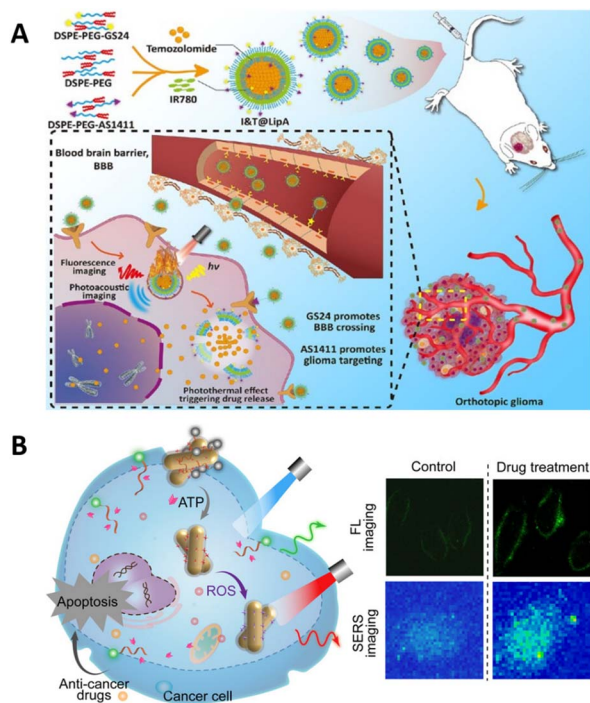 A
DSPE-PEG-GS24
DSPE-PEG
DSPE-PEG-AS1411
Temozolomide
IR780
I&T@LipA
Blood brain barier,
BBB
Fluorescence
imaging
hv
Photoacoustic
imaging
GS24 promotes
BBB crossing
AS1411 promotes
glioma targeting
Photothermal effect
triggering drug release
Orthotopic glioma
B
ATP
ROS
Apoptosis
Anti-cancer
drugs
Cancer cell
Control
Drug treatment
FL
imaging
SERS
imaging